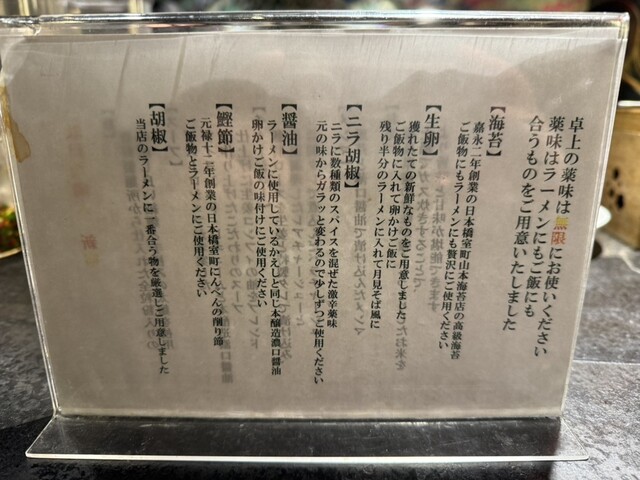 卓上の薬味は無限にお使いください
薬味はラーメンにもご飯にも
合うものをご用意いたしました
【海苔】
嘉永二年創業の日本橋室町山本海苔店の高級海苔
ご飯物にもラーメンにも贅沢にご使用ください
【生卵】
獲れたての新鮮なものをご用意しました
ご飯物に入れて卵かけご飯に
残り半分のラーメンに入れて月見そば風に
【ニラ胡椒】
ニラに数種類のスパイスを混ぜた激辛薬味
元の味からガラッと変わるので少しずつご使用ください
【醤油】
ラーメンに使用しているかえしと同じ本醸造濃口醤油
卵かけご飯の味付けにご使用ください
【鰹節】
元禄十二年創業の日本橋室町にんべんの削り節
ご飯物とラーメンにご使用ください
【胡椒】
当店のラーメンに一番合う物を厳選しご用意しました